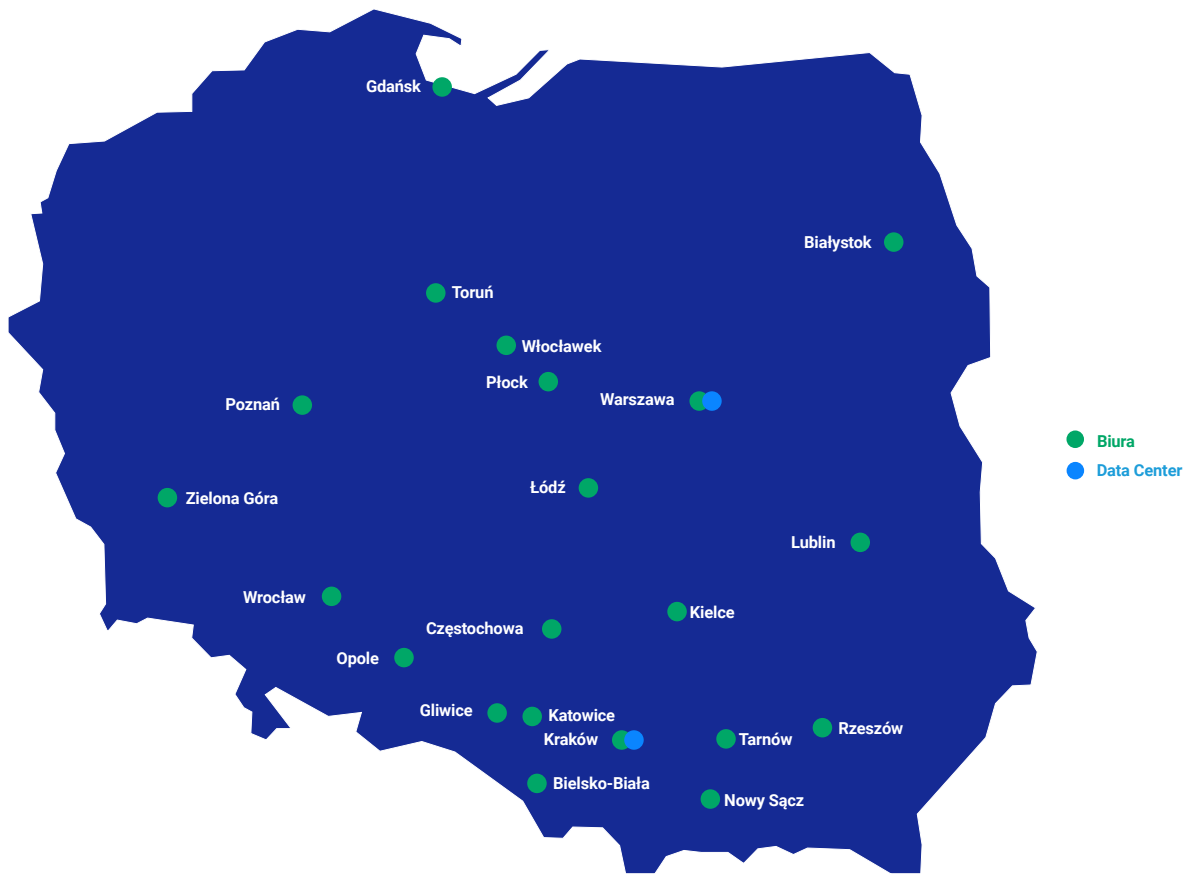 Gdańsk
Białystok
Toruń
Włocławek
Płock
Warszawa
Poznań
Biura
Data Center
Zielona Góra
Łódź
Lublin
Wrocław
Kielce
Częstochowa
Opole
Gliwice
Katowice
Rzeszów
Kraków
Tarnów
Bielsko-Biała
Nowy Sącz